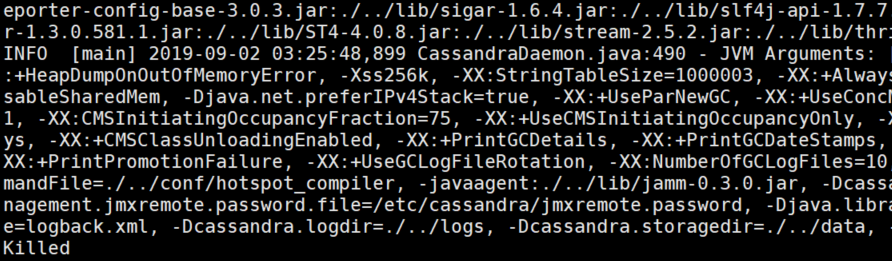 eporter-config-base-3.0.3.jar:./../lib/sigar-1.6.4.jar:./../lib/slf4j-api-1.7.7
r-1.3.0.581.1.jar:./../lib/ST4-4.0.8.jar:./../lib/stream-2.5.2.jar:./../lib/thri
INFO  [main] 2019-09-02 03:25:48,899 CassandraDaemon.java:490 - JVM Arguments: [
:+HeapDumpOnOutOfMemoryError, -Xss256k, -XX:StringTableSize=1000003, -XX:+Always
sableSharedMem, -Djava.net.preferIPv4Stack=true, -XX:+UseParNewGC, -XX:+UseConcM
1, -XX:CMSInitiatingOccupancyFraction=75, -XX:+UseCMSInitiatingOccupancyOnly, -X
ys, -XX:+CMSClassUnloadingEnabled, -XX:+PrintGCDetails, -XX:+PrintGCDateStamps,
XX:+PrintPromotionFailure, -XX:+UseGCLogFileRotation, -XX:NumberOfGCLogFiles=10
mandFile=./../conf/hotspot_compiler, -javaagent:./../lib/jamm-0.3.0.jar, -Dcassa
nagement.jmxremote.password.file=/etc/cassandra/jmxremote.password, -Djava.libra
e=logback.xml, -Dcassandra.logdir=./../logs, -Dcassandra.storagedir=./../data, -
Killed